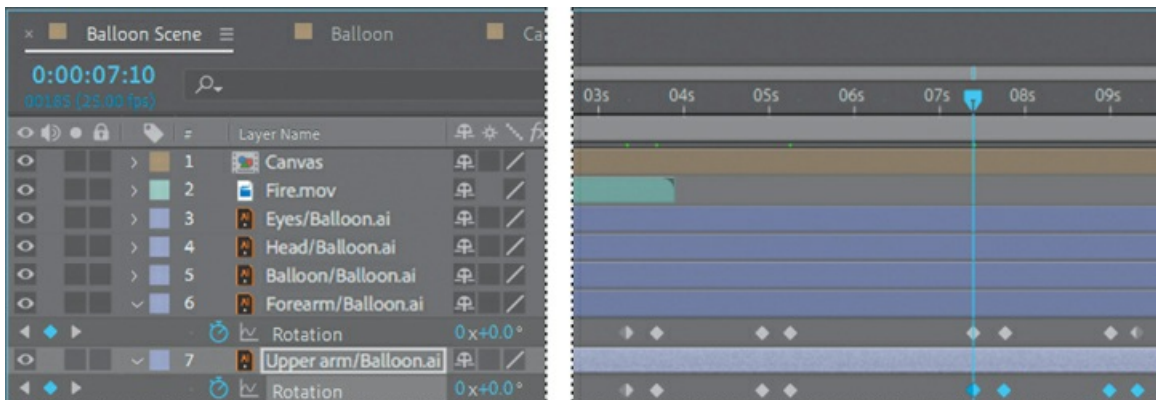 × Balloon Scene ≡ Balloon Ca
0:00:07:10
00185 (25.00 fps)
03s 04s 05s 06s 07s 08s 09s
# Layer Name fx
1 Canvas
2 Fire.mov
3 Eyes/Balloon.ai
4 Head/Balloon.ai
5 Balloon/Balloon.ai
6 Forearm/Balloon.ai
Rotation 0x+0.0°
7 Upper arm/Balloon.ai
Rotation 0x+0.0°